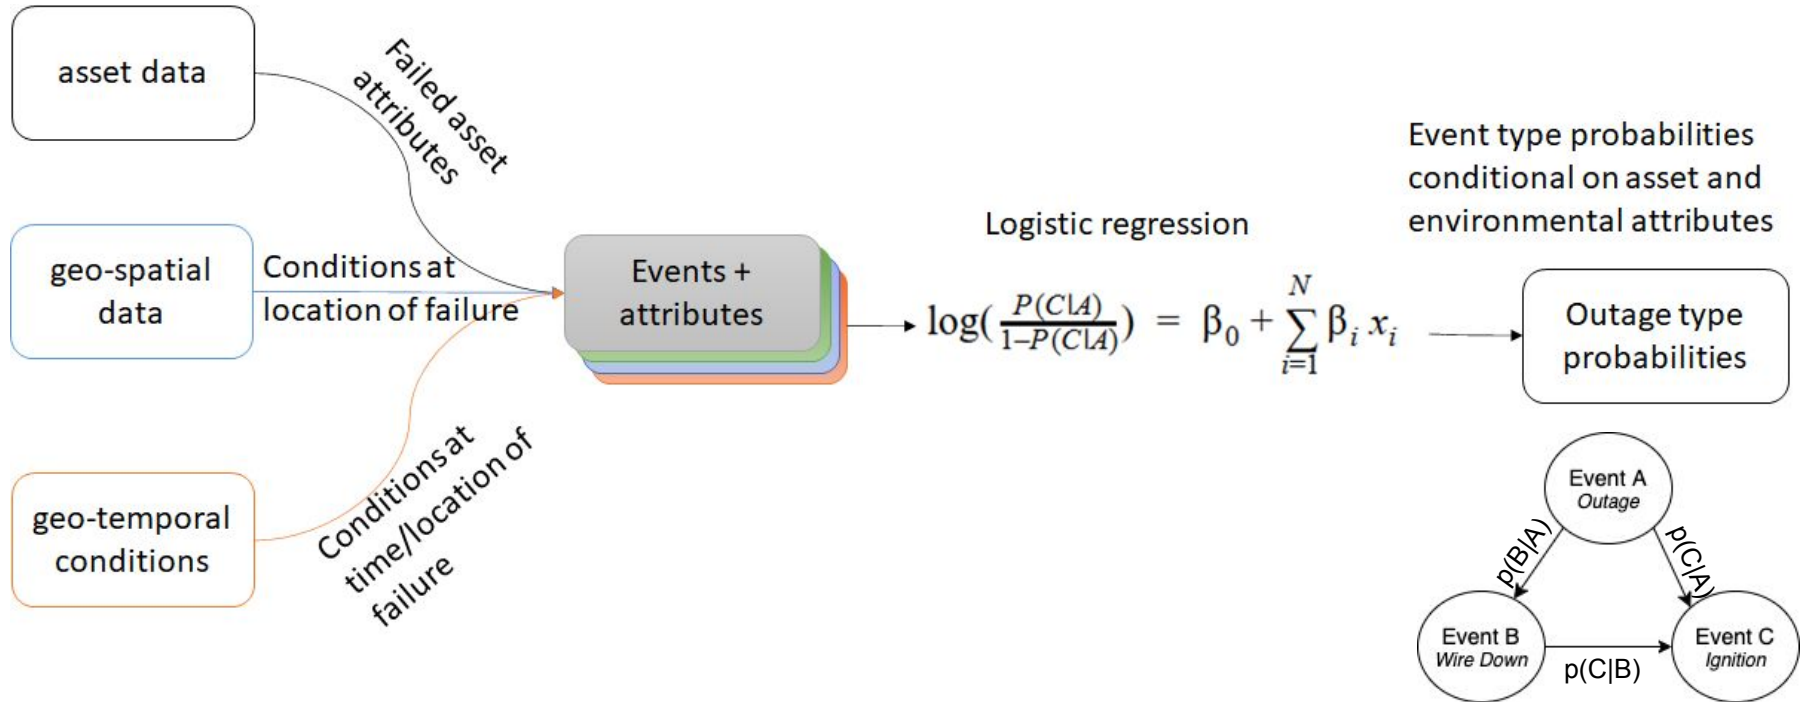 asset data
Failed asset
attributes
geo-spatial
data
Conditions at
location of failure
geo-temporal
conditions
Conditions at
time/location of
failure
Events +
attributes
Logistic regression
log(P(C|A)/1–P(C|A)) = β0 + N∑i=1 βi xi
Event type probabilities
conditional on asset and
environmental attributes
Outage type
probabilities
Event A
Outage
p(B|A)
p(C|A)
Event B
Wire Down
p(C|B)
Event C
Ignition